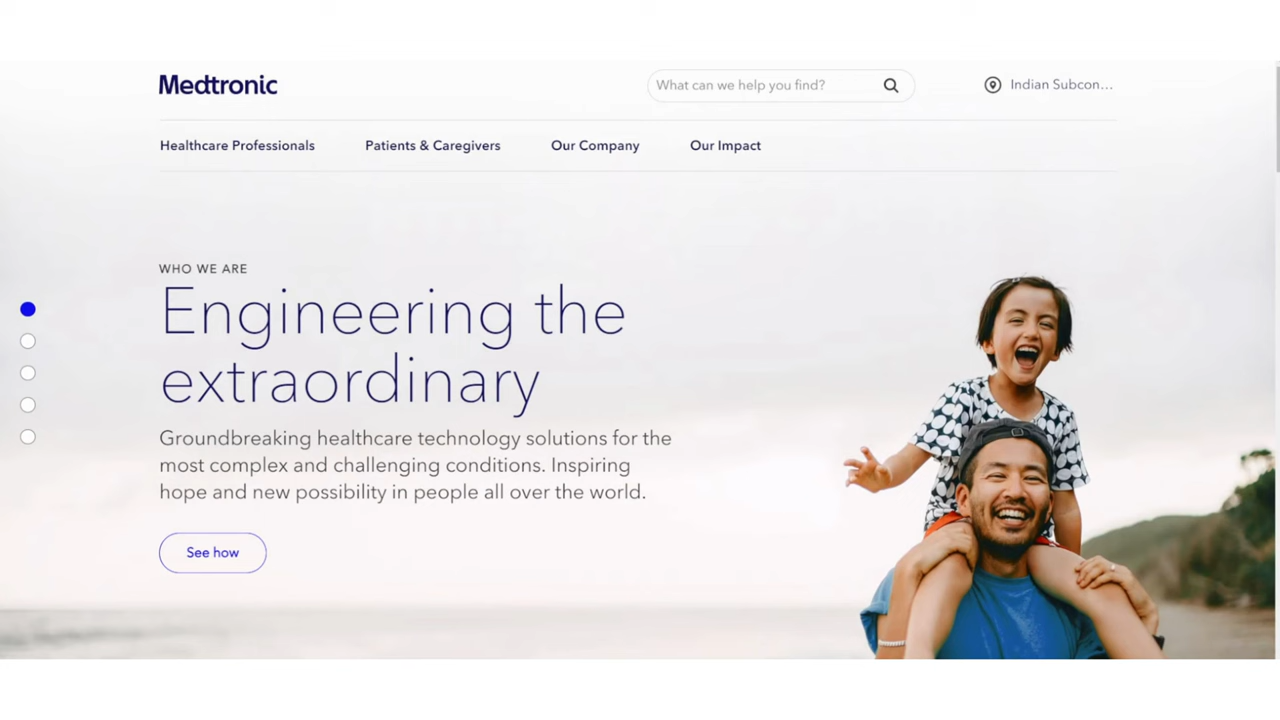 Medtronic
What can we help you find?
Indian Subcon...
Healthcare Professionals
Patients & Caregivers
Our Company
Our Impact
WHO WE ARE
Engineering the
extraordinary
Groundbreaking healthcare technology solutions for the
most complex and challenging conditions. Inspiring
hope and new possibility in people all over the world.
See how